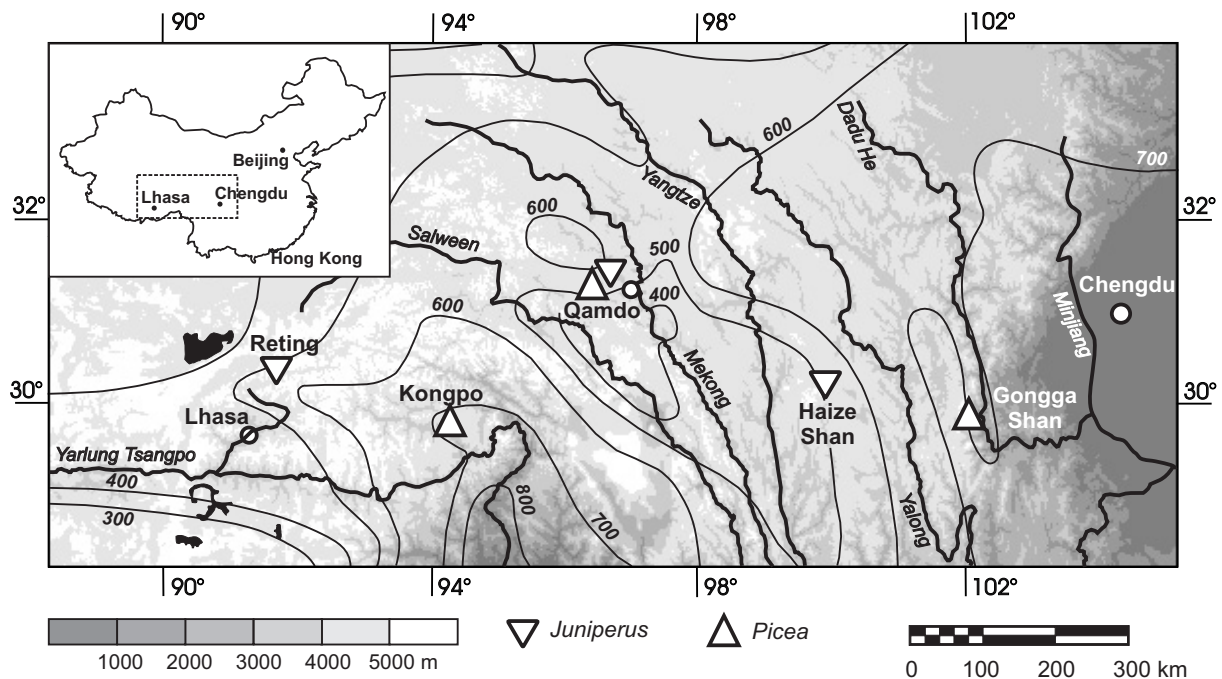 90° 94° 98° 102°
Beijing
Lhasa
Chengdu
Hong Kong
600
Dadu He
700
Yangtze
32° 32°
600
Salween
500
400
Qamdo
Chengdu
Minjiang
600
Reting
Mekong
30° 30°
Kongpo
Haize
Shan
Gongga
Shan
Lhasa
Yarlung Tsangpo
400
300
800
700
Yalong
90° 94° 98° 102°
1000 2000 3000 4000 5000 m
Juniperus
Picea
0 100 200 300 km